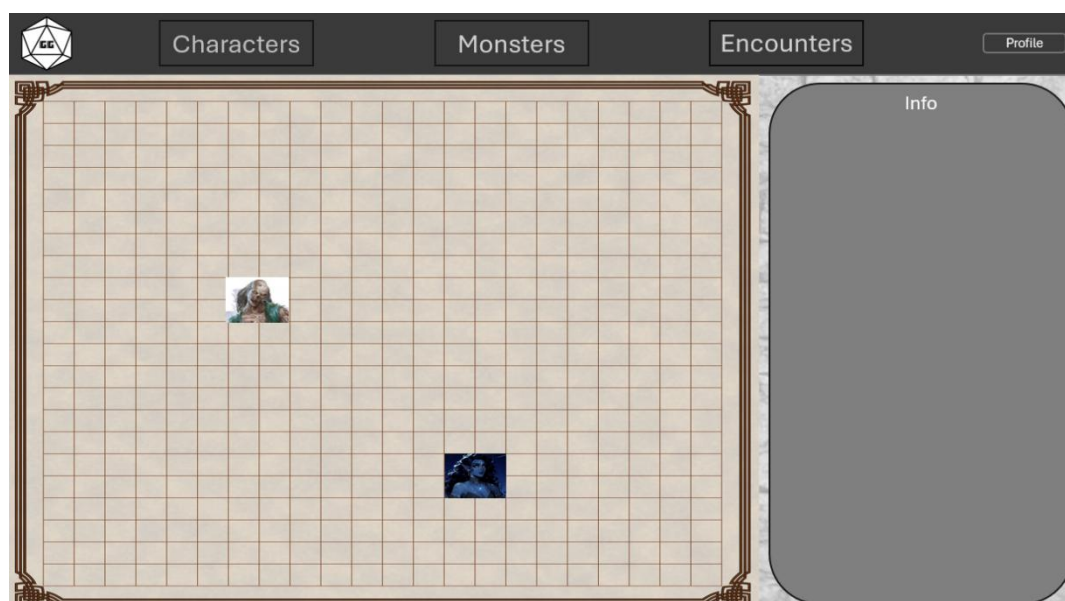 GG
Characters
Monsters
Encounters
Profile
Info